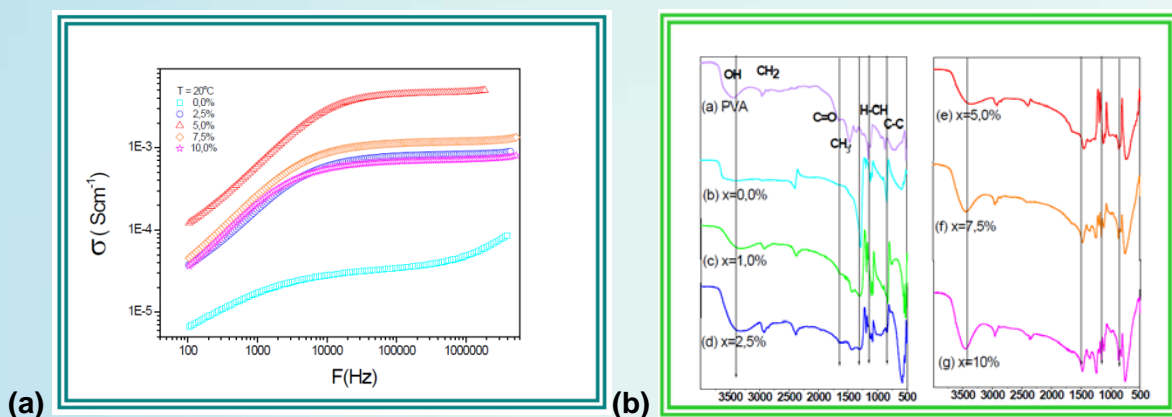 T = 20°C
0,0%
2,5%
5,0%
7,5%
10,0%
1E-3
1E-4
1E-5
σ ( Scm⁻¹)
100 1000 10000 100000 1000000
F(Hz)
(a)
OH CH2
(a) PVA
C=O
CH3
H-CH
C-C
(b) x=0,0%
(c) x=1,0%
(d) x=2,5%
4000 3500 3000 2500 2000 1500 1000 500
(e) x=5,0%
(f) x=7,5%
(g) x=10%
4000 3500 3000 2500 2000 1500 1000 500
(b)